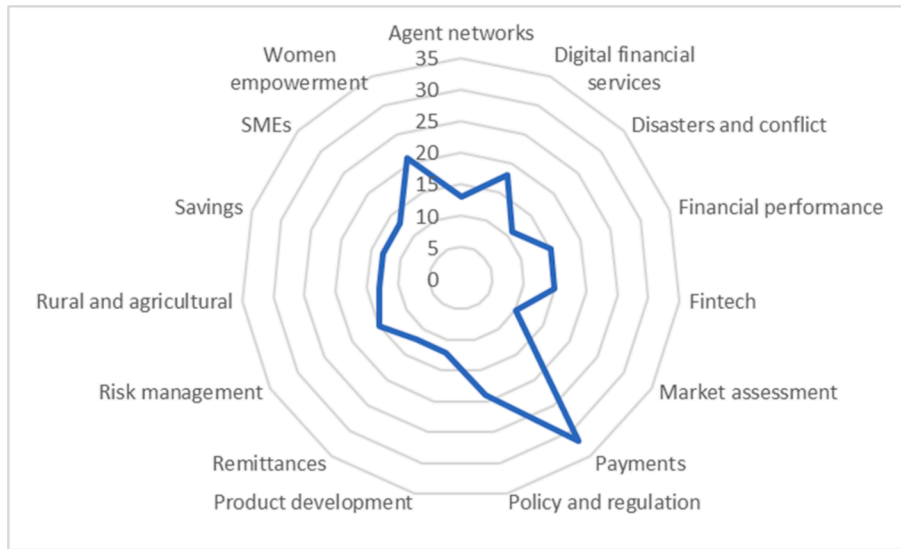 Agent networks
Digital financial
services
Disasters and conflict
Financial performance
Fintech
Market assessment
Payments
Policy and regulation
Product development
Remittances
Risk management
Rural and agricultural
Savings
SMEs
Women
empowerment
35
30
25
20
15
10
5
0